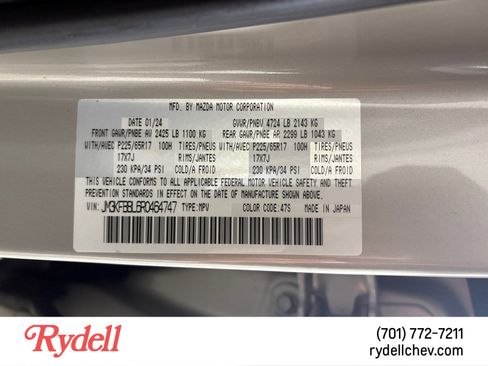 MFD. BY MAZDA MOTOR CORPORATION
DATE 01/24 GVWR/PNBV 4724 LB 2143 KG
FRONT GAWR/PNBE AV 2425 LB 1100 KG REAR GAWR/PNBE AR 2299 LB 1043 KG
WITH/AVEC P225/65R17 100H TIRES/PNEUS WITH/AVEC P225/65R17 100H TIRES/PNEUS
17X7J RIMS/JANTES 17X7J RIMS/JANTES
230 KPA/34 PSI COLD/A FROID 230 KPA/34 PSI COLD/A FROID
THIS VEHICLE CONFORMS TO ALL APPLICABLE FEDERAL MOTOR VEHICLE SAFETY AND THEFT
PREVENTION STANDARDS IN EFFECT ON THE DATE OF MANUFACTURE SHOWN ABOVE.
VIN: JM3KFBBL6R0464747 TYPE: MPV COLOR CODE: 47S MADE IN JAPAN
Rydell
(701) 772-7211
rydellchev.com